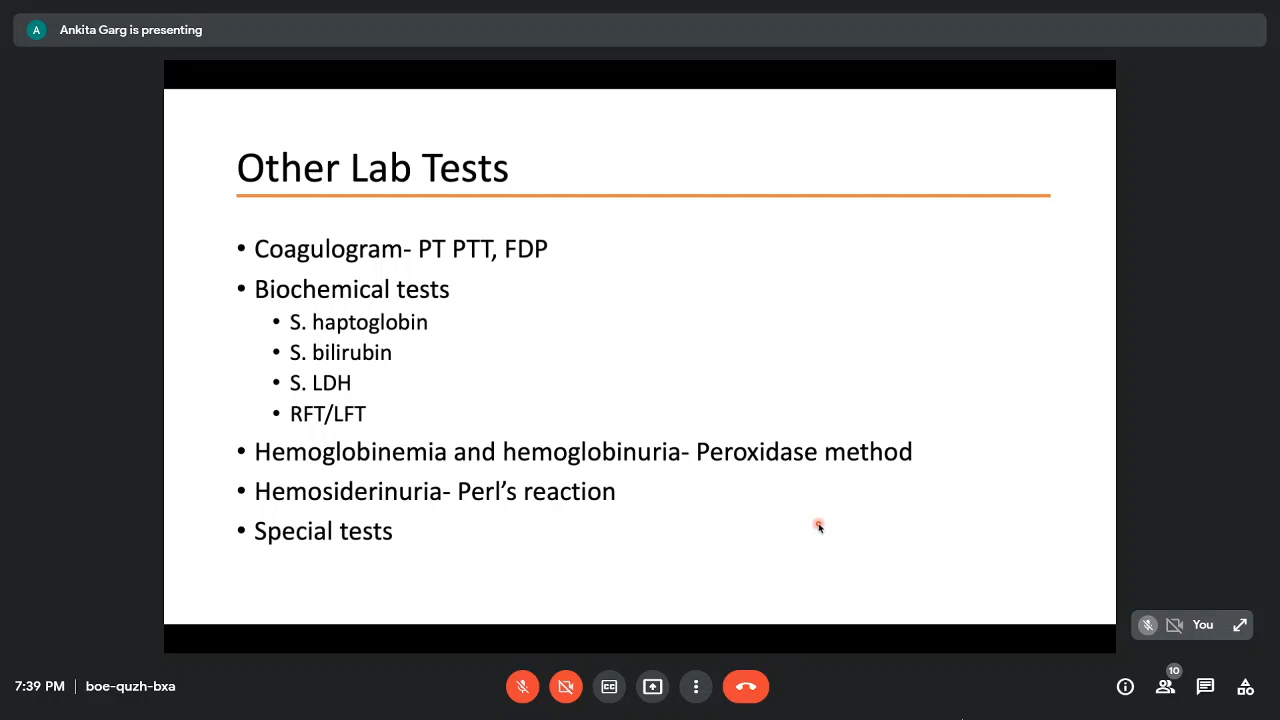 A
Ankita Garg is presenting
Other Lab Tests
• Coagulogram- PT PTT, FDP
• Biochemical tests
• S. haptoglobin
• S. bilirubin
• S. LDH
• RFT/LFT
• Hemoglobinemia and hemoglobinuria- Peroxidase method
• Hemosiderinuria- Perl’s reaction
• Special tests
You
7:39 PM | boe-quzh-bxa
CC
10